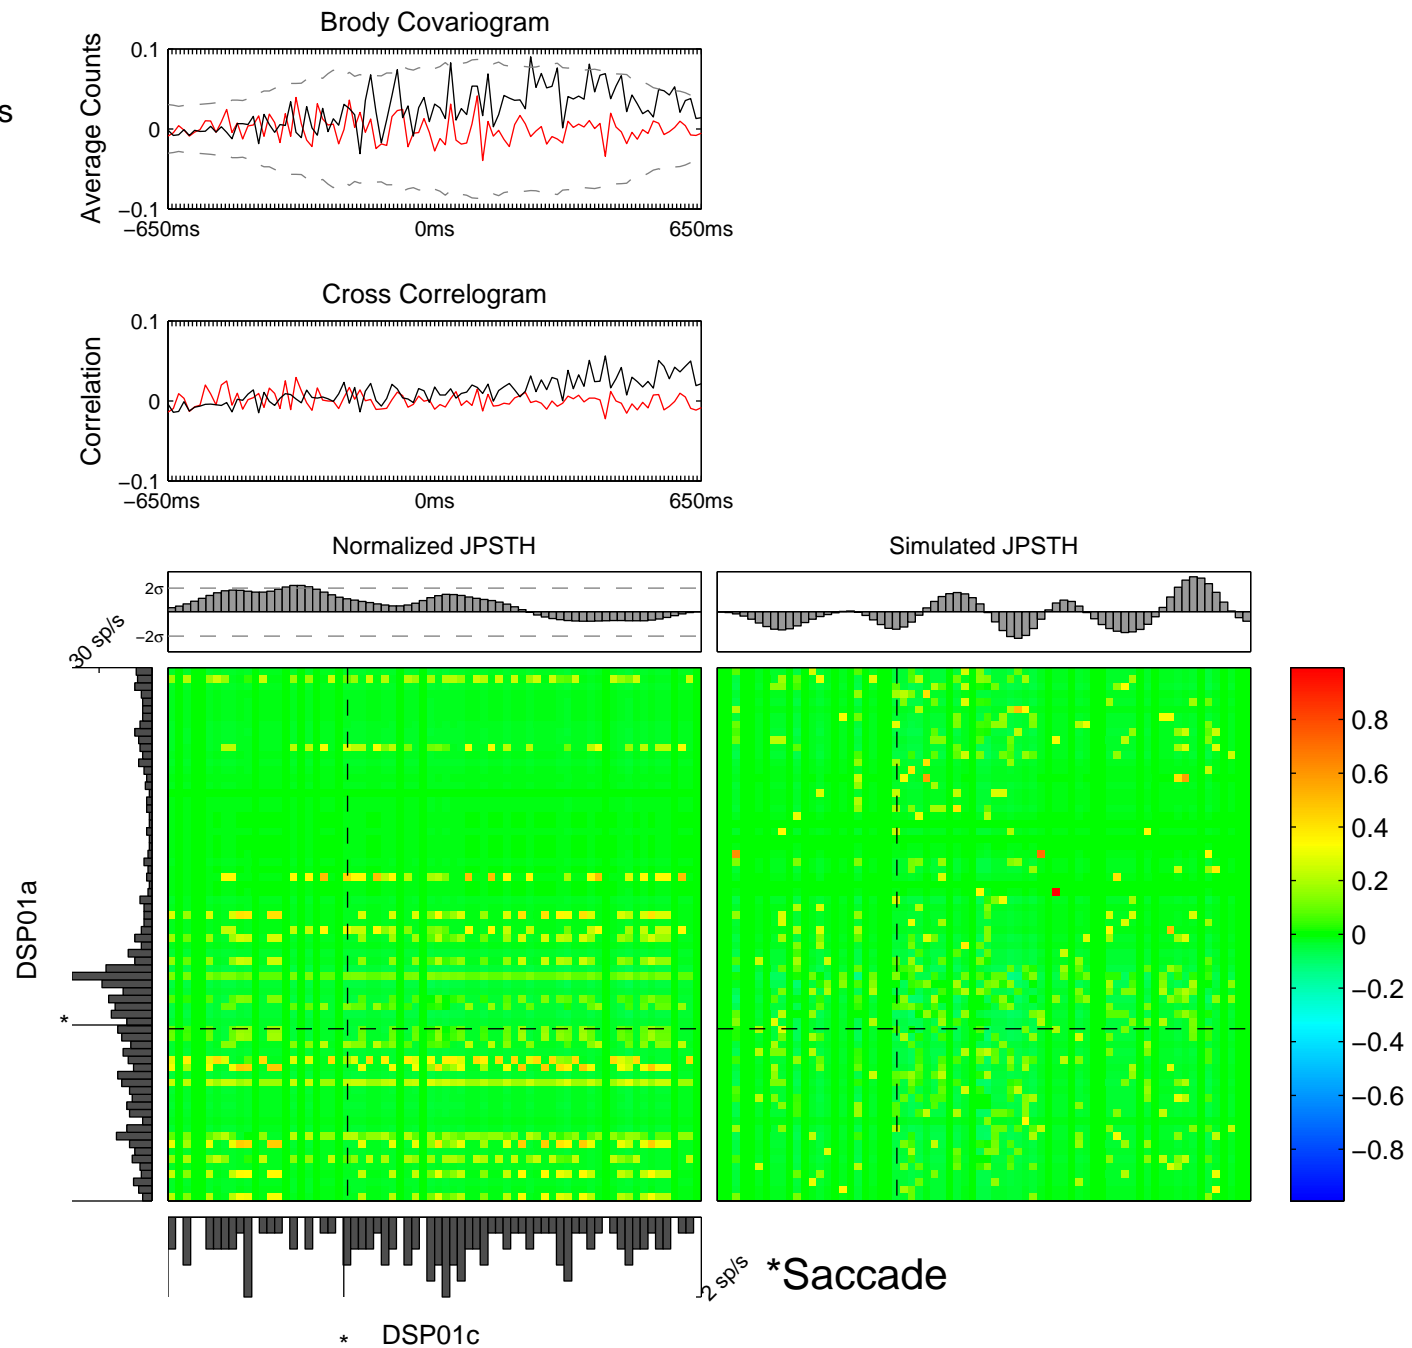 Brody Covariogram
s
Average Counts
0.1
0
−0.1
−650ms 0ms 650ms
Cross Correlogram
Correlation
0.1
0
−0.1
−650ms 0ms 650ms
Normalized JPSTH
Simulated JPSTH
2σ
−2σ
30 sp/s
DSP01a
*
0.8
0.6
0.4
0.2
0
−0.2
−0.4
−0.6
−0.8
2 sp/s
*Saccade
* DSP01c